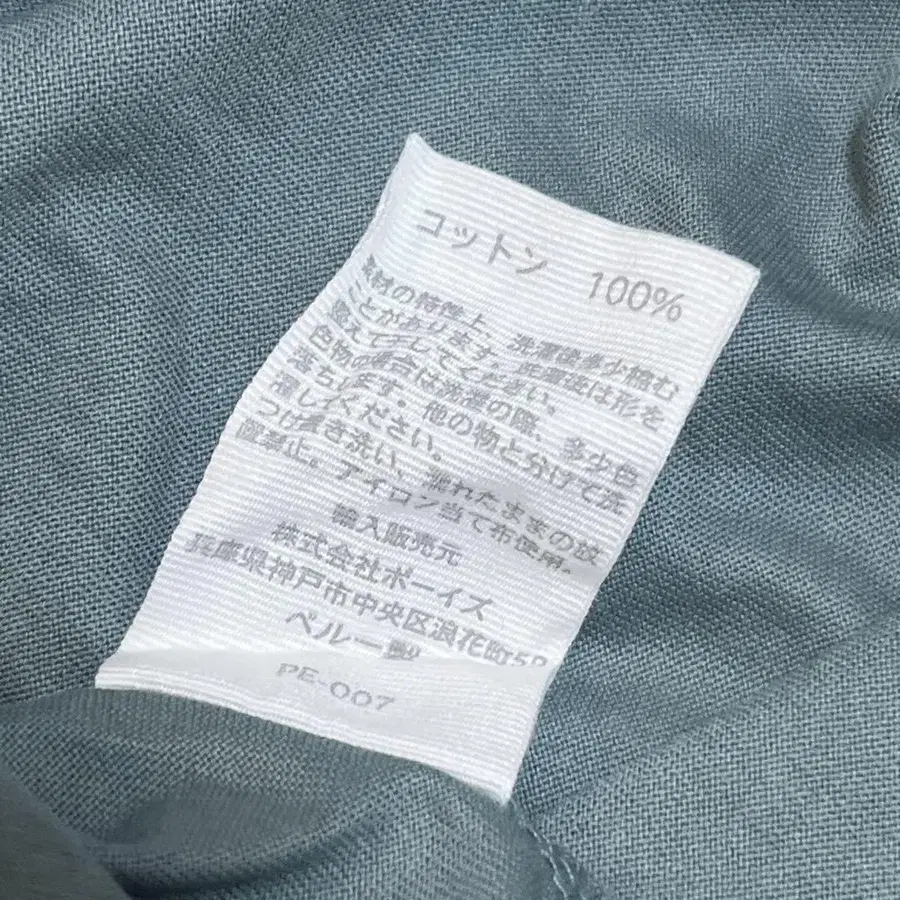 コットン 100%
素材の特性上、洗濯後多少縮む
ことがあります。洗濯後は形を
整えて干してください。
色物の場合は洗濯の際、多少色
落ちします。他の物と分けて洗
濯してください。
つけ置き洗い、濡れたままの放
置禁止。アイロン当て布使用。
輸入販売元
株式会社ボーイズ
兵庫県神戸市中央区浪花町59
ペルー製
PE-007